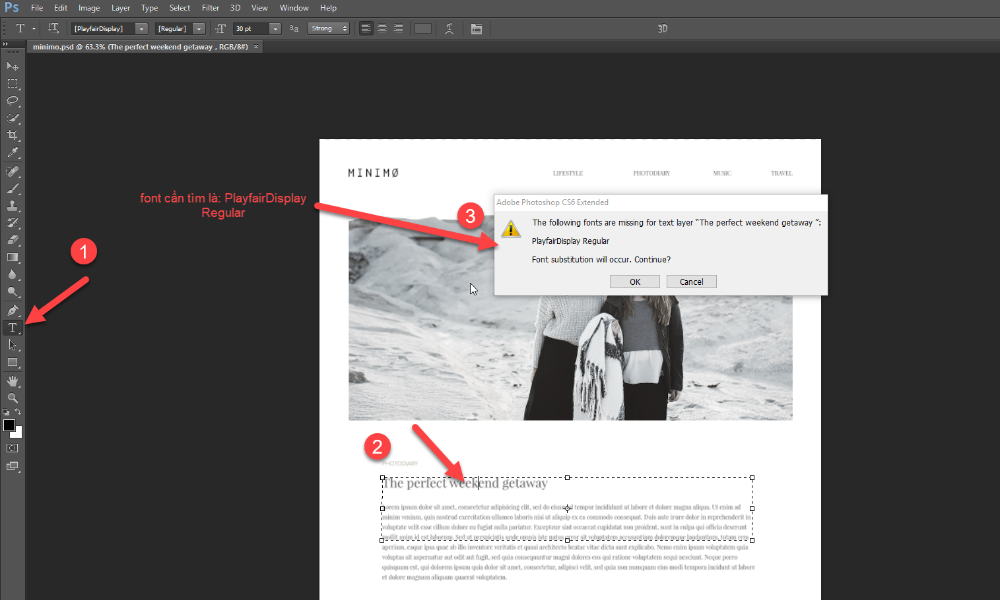 Ps File Edit Image Layer Type Select Filter 3D View Window Help
T T [PlayfairDisplay] [Regular] TT 30 pt aa Strong 3D
minimo.psd @ 63.3% (The perfect weekend getaway , RGB/8#) ×
MINIMØ LIFESTYLE PHOTODIARY MUSIC TRAVEL
font cần tìm là: PlayfairDisplay
Regular
3
Adobe Photoshop CS6 Extended
The following fonts are missing for text layer “The perfect weekend getaway ”:
PlayfairDisplay Regular
Font substitution will occur. Continue?
OK Cancel
1
T
2
PHOTODIARY
The perfect weekend getaway
Lorem ipsum dolor sit amet, consectetur adipisicing elit, sed do eiusmod tempor incididunt ut labore et dolore magna aliqua. Ut enim ad
minim veniam, quis nostrud exercitation ullamco laboris nisi ut aliquip ex ea commodo consequat. Duis aute irure dolor in reprehenderit in
voluptate velit esse cillum dolore eu fugiat nulla pariatur. Excepteur sint occaecat cupidatat non proident, sunt in culpa qui officia deserunt
mollit anim id est laborum. Sed ut perspiciatis unde omnis iste natus error sit voluptatem accusantium doloremque laudantium, totam rem
aperiam, eaque ipsa quae ab illo inventore veritatis et quasi architecto beatae vitae dicta sunt explicabo. Nemo enim ipsam voluptatem quia
voluptas sit aspernatur aut odit aut fugit, sed quia consequuntur magni dolores eos qui ratione voluptatem sequi nesciunt. Neque porro
quisquam est, qui dolorem ipsum quia dolor sit amet, consectetur, adipisci velit, sed quia non numquam eius modi tempora incidunt ut labore
et dolore magnam aliquam quaerat voluptatem.